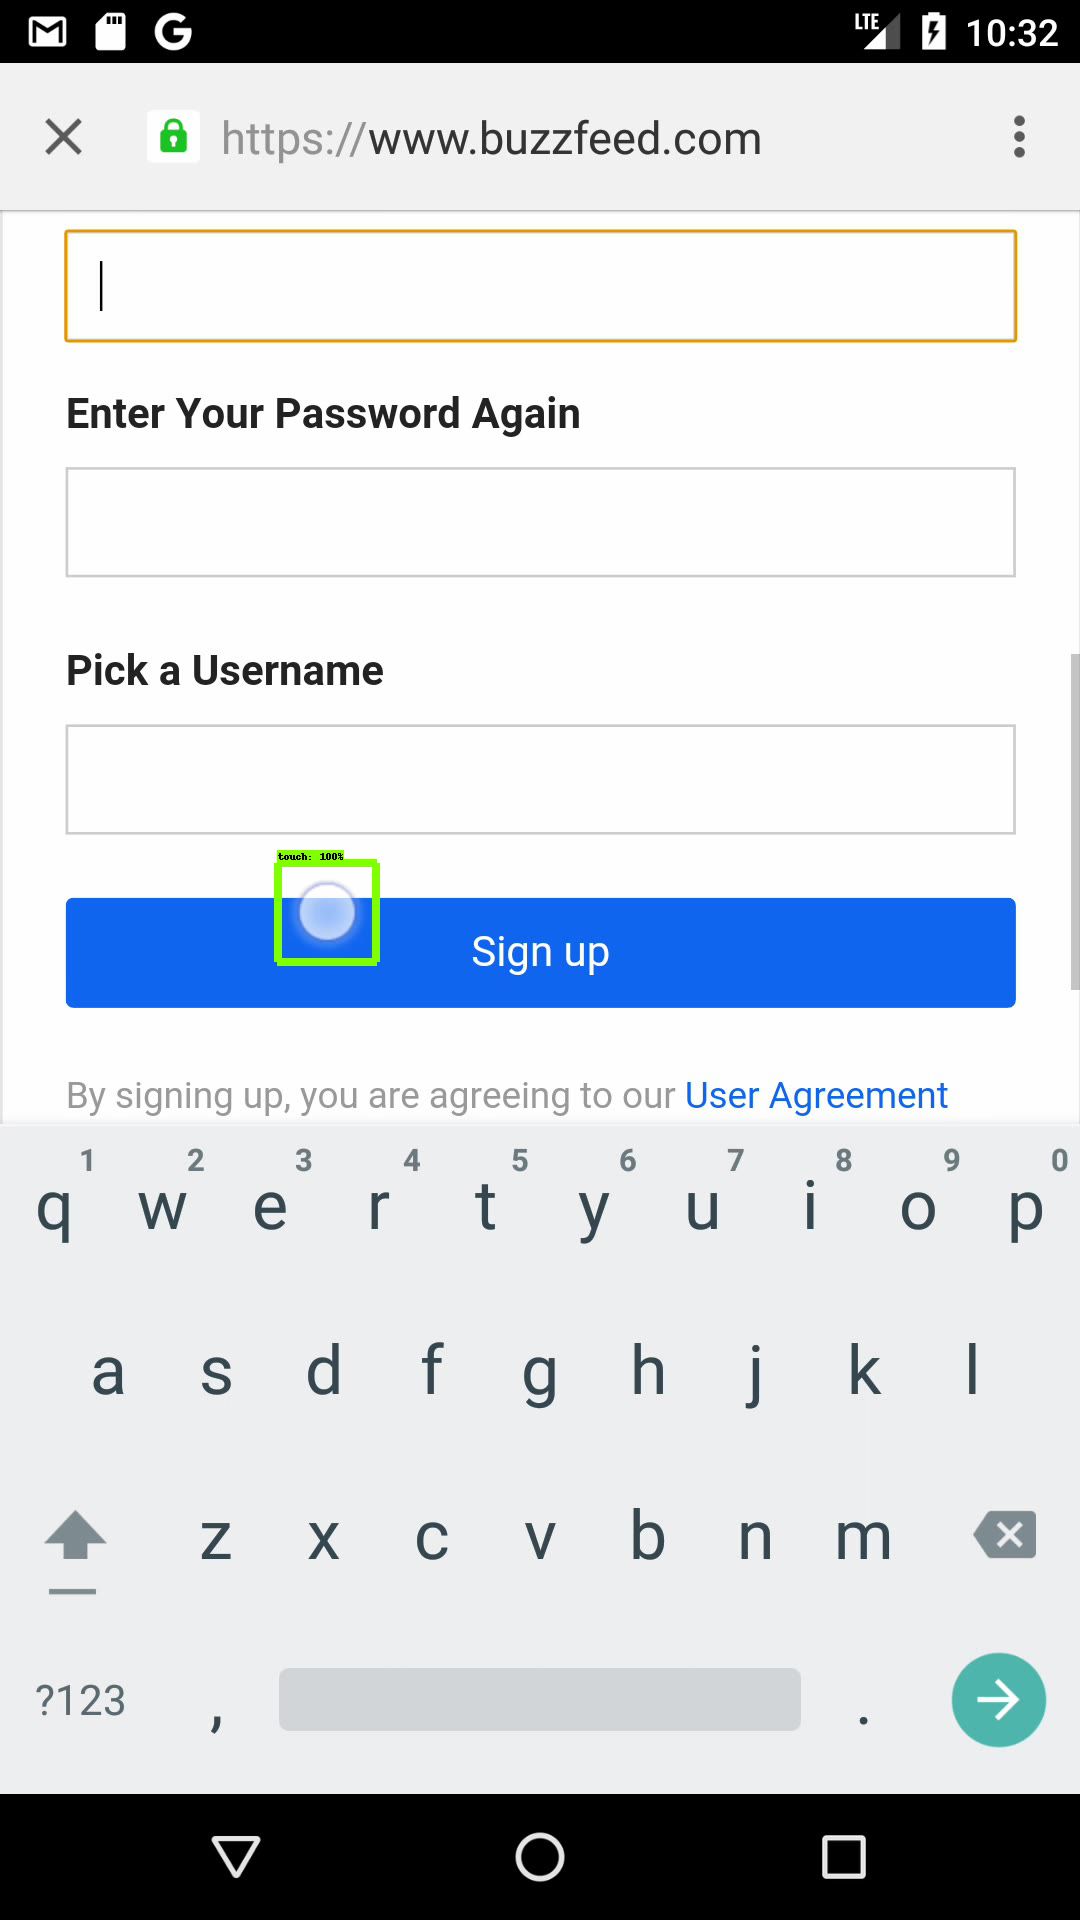 LTE 10:32
https://www.buzzfeed.com
Enter Your Password Again
Pick a Username
touch: 100%
Sign up
By signing up, you are agreeing to our User Agreement
1 2 3 4 5 6 7 8 9 0
q w e r t y u i o p
a s d f g h j k l
z x c v b n m
?123 , .